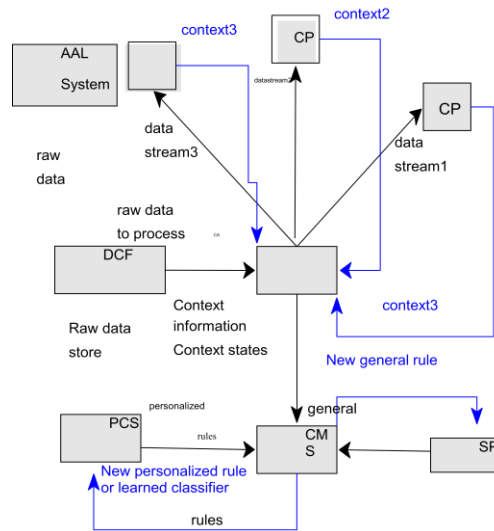 context2
context3
AAL
System
CP
datastream2
CP
data
stream3
data
stream1
raw
data
raw data
to process
CA
DCF
context3
Raw data
store
Context
information
Context states
New general rule
personalized
general
PCS
rules
CM
S
SR
New personalized rule
or learned classifier
rules